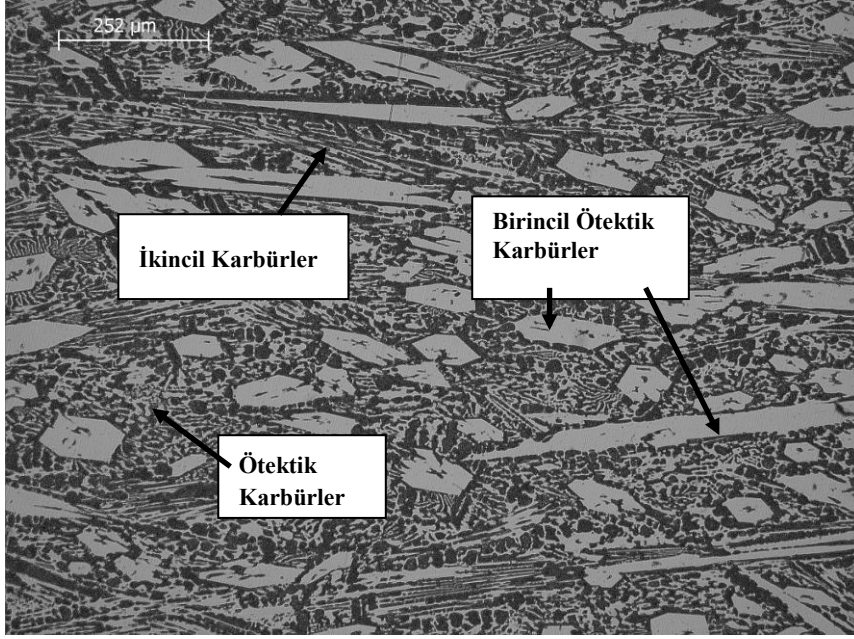 252 µm
İkincil Karbürler
Birincil Ötektik
Karbürler
Ötektik
Karbürler